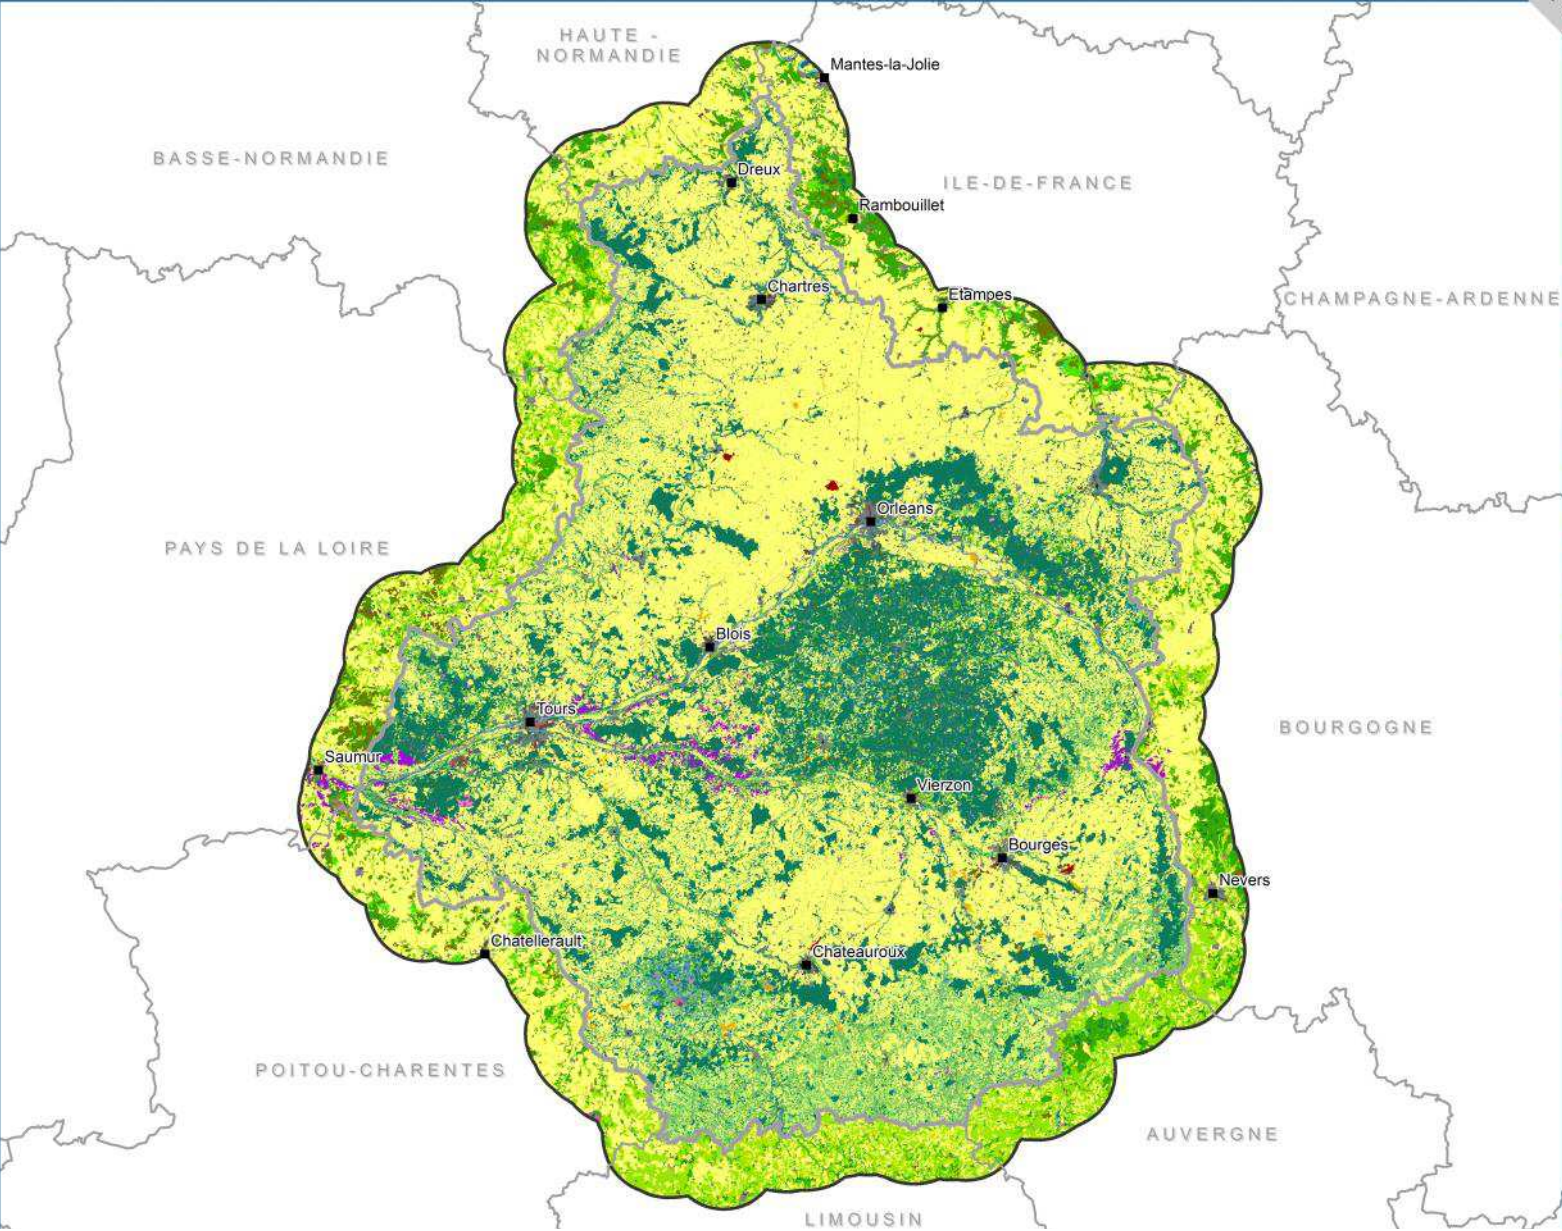 HAUTE -
NORMANDIE
Mantes-la-Jolie
BASSE-NORMANDIE
Dreux
ILE-DE-FRANCE
Rambouillet
Chartres
Etampes
CHAMPAGNE-ARDENNE
Orleans
PAYS DE LA LOIRE
Blois
Tours
BOURGOGNE
Saumur
Vierzon
Bourges
Nevers
Chatellerault
Chateauroux
POITOU-CHARENTES
AUVERGNE
LIMOUSIN